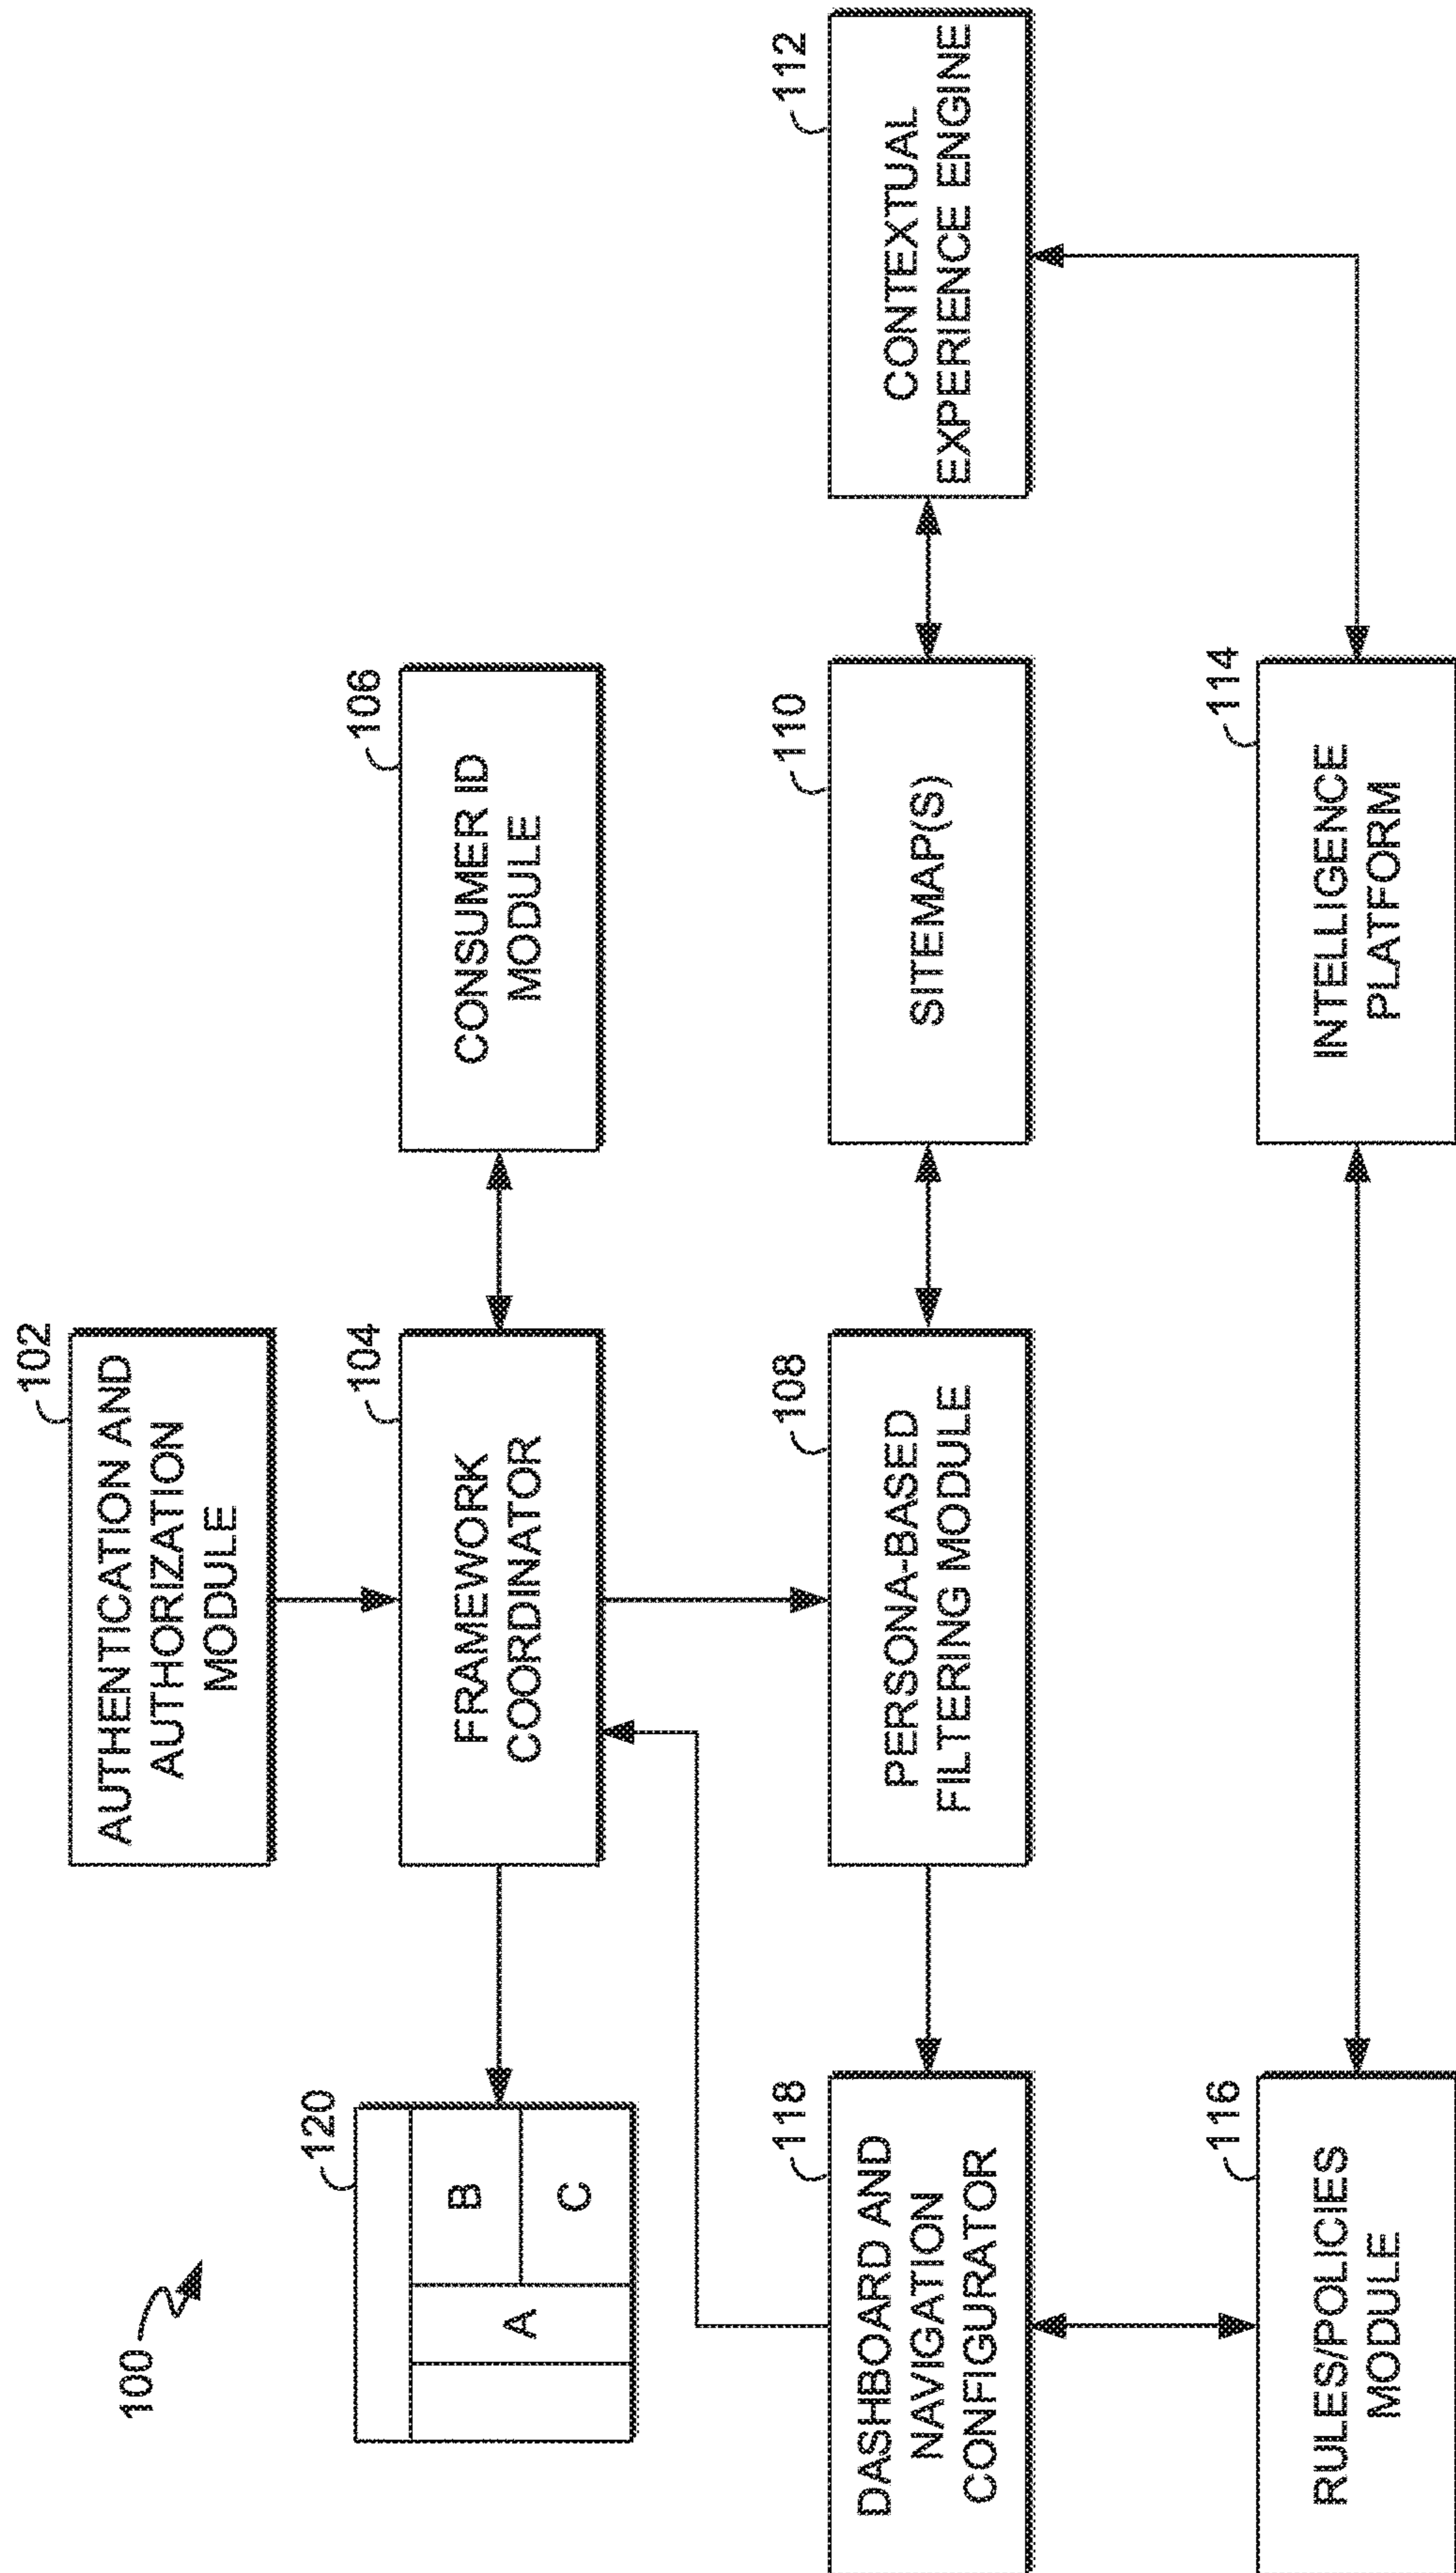 100
102
AUTHENTICATION AND
AUTHORIZATION
MODULE
120
A
B
C
104
FRAMEWORK
COORDINATOR
106
CONSUMER ID
MODULE
118
DASHBOARD AND
NAVIGATION
CONFIGURATOR
108
PERSONA-BASED
FILTERING MODULE
110
SITEMAP(S)
112
CONTEXTUAL
EXPERIENCE ENGINE
116
RULES/POLICIES
MODULE
114
INTELLIGENCE
PLATFORM